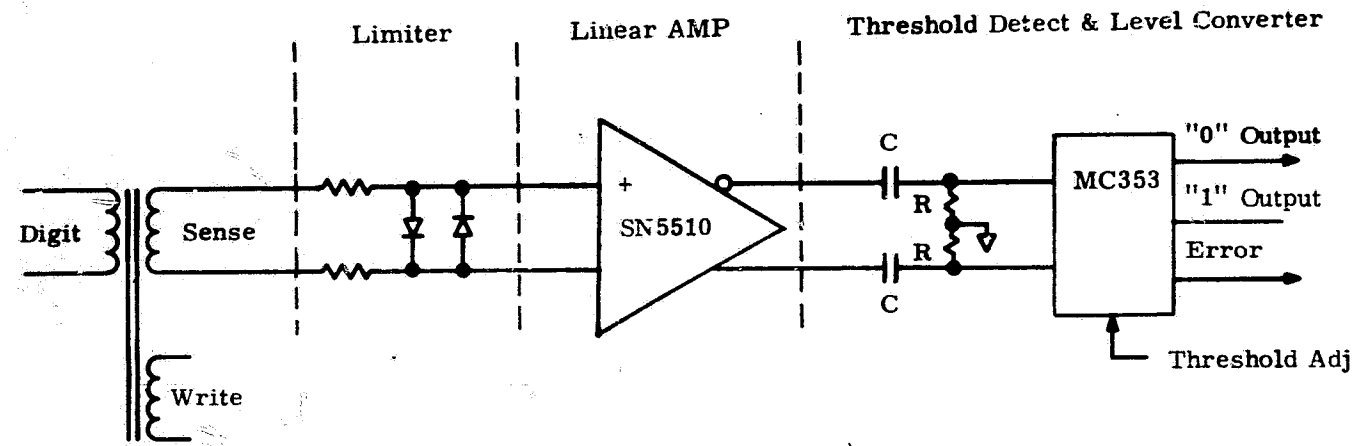 Limiter
Linear AMP
Threshold Detect & Level Converter
Digit
Sense
Write
+
SN5510
C
R
R
C
MC353
"0" Output
"1" Output
Error
Threshold Adj